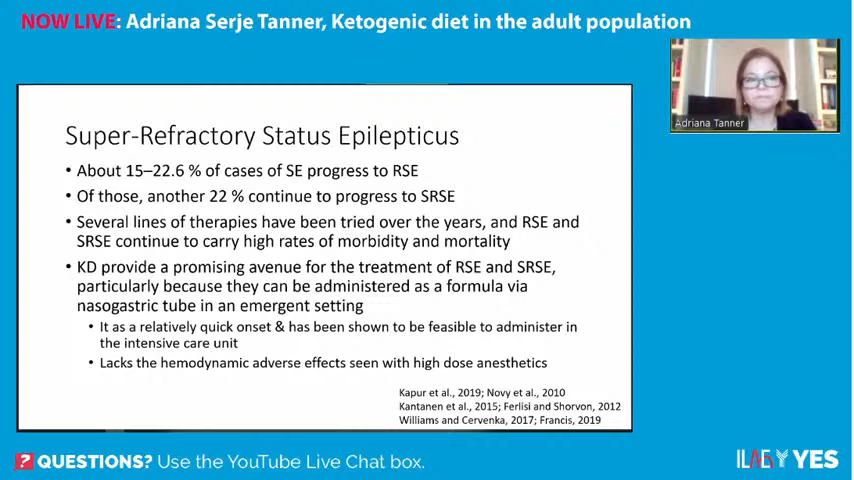 NOW LIVE: Adriana Serje Tanner, Ketogenic diet in the adult population
Adriana Tanner
Super-Refractory Status Epilepticus
• About 15–22.6 % of cases of SE progress to RSE
• Of those, another 22 % continue to progress to SRSE
• Several lines of therapies have been tried over the years, and RSE and
SRSE continue to carry high rates of morbidity and mortality
• KD provide a promising avenue for the treatment of RSE and SRSE,
particularly because they can be administered as a formula via
nasogastric tube in an emergent setting
• It as a relatively quick onset & has been shown to be feasible to administer in
the intensive care unit
• Lacks the hemodynamic adverse effects seen with high dose anesthetics
Kapur et al., 2019; Novy et al., 2010
Kantanen et al., 2015; Ferlisi and Shorvon, 2012
Williams and Cervenka, 2017; Francis, 2019
? QUESTIONS? Use the YouTube Live Chat box.
ILAE YES